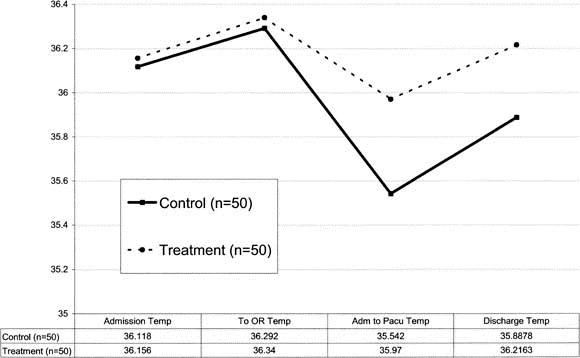 36.4
36.2
36
35.8
35.6
35.4
35.2
35
Control (n=50)
Treatment (n=50)
Admission Temp To OR Temp Adm to Pacu Temp Discharge Temp
Control (n=50) 36.118 36.292 35.542 35.8878
Treatment (n=50) 36.156 36.34 35.97 36.2163